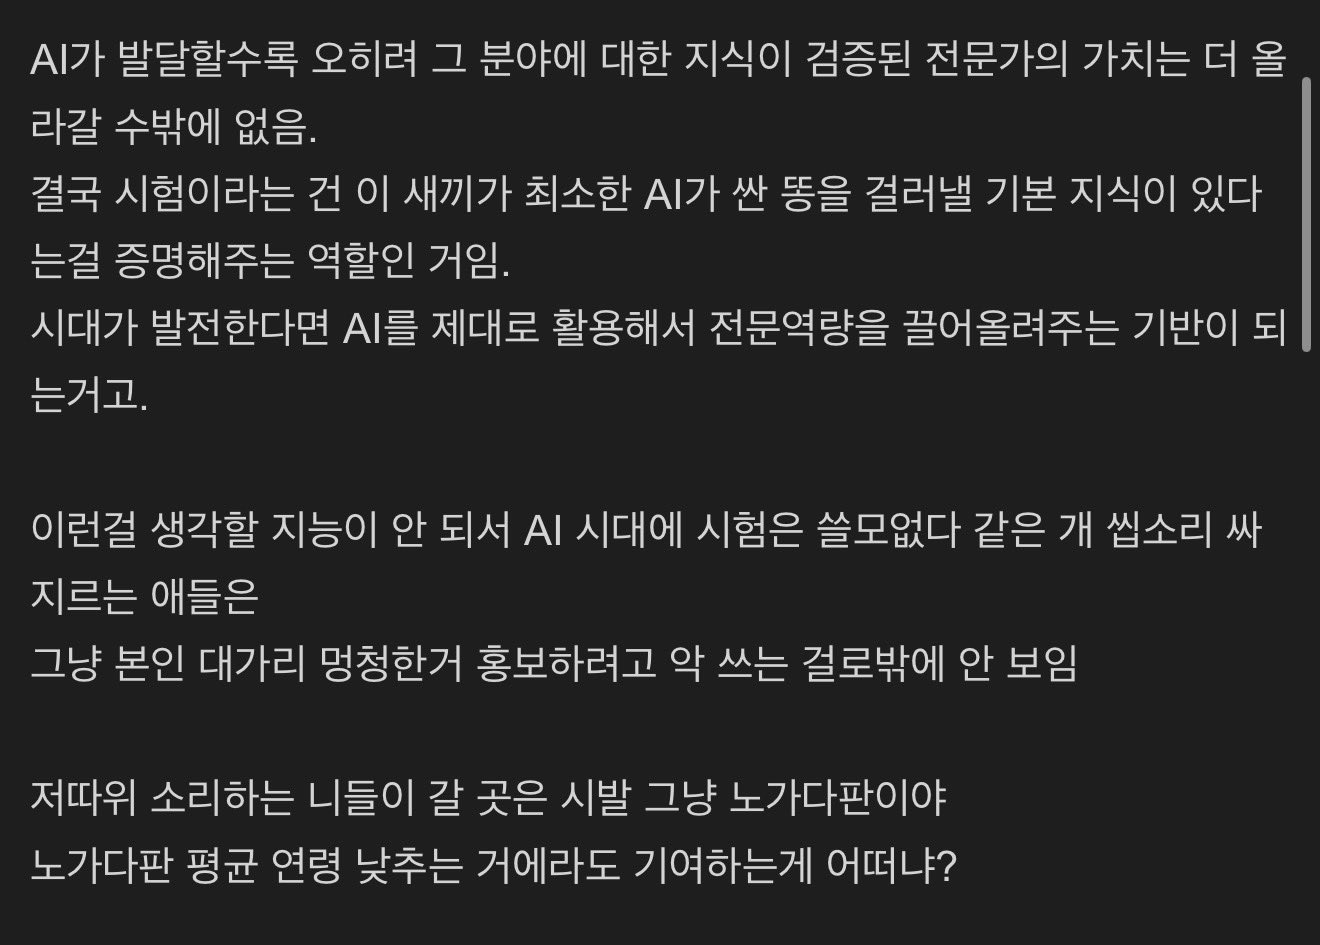 AI가 발달할수록 오히려 그 분야에 대한 지식이 검증된 전문가의 가치는 더 올
라갈 수밖에 없음.
결국 시험이라는 건 이 새끼가 최소한 AI가 싼 똥을 걸러낼 기본 지식이 있다
는걸 증명해주는 역할인 거임.
시대가 발전한다면 AI를 제대로 활용해서 전문역량을 끌어올려주는 기반이 되
는거고.
이런걸 생각할 지능이 안 되서 AI 시대에 시험은 쓸모없다 같은 개 씹소리 싸
지르는 애들은
그냥 본인 대가리 멍청한거 홍보하려고 악 쓰는 걸로밖에 안 보임
저따위 소리하는 니들이 갈 곳은 시발 그냥 노가다판이야
노가다판 평균 연령 낮추는 거에라도 기여하는게 어떠냐?